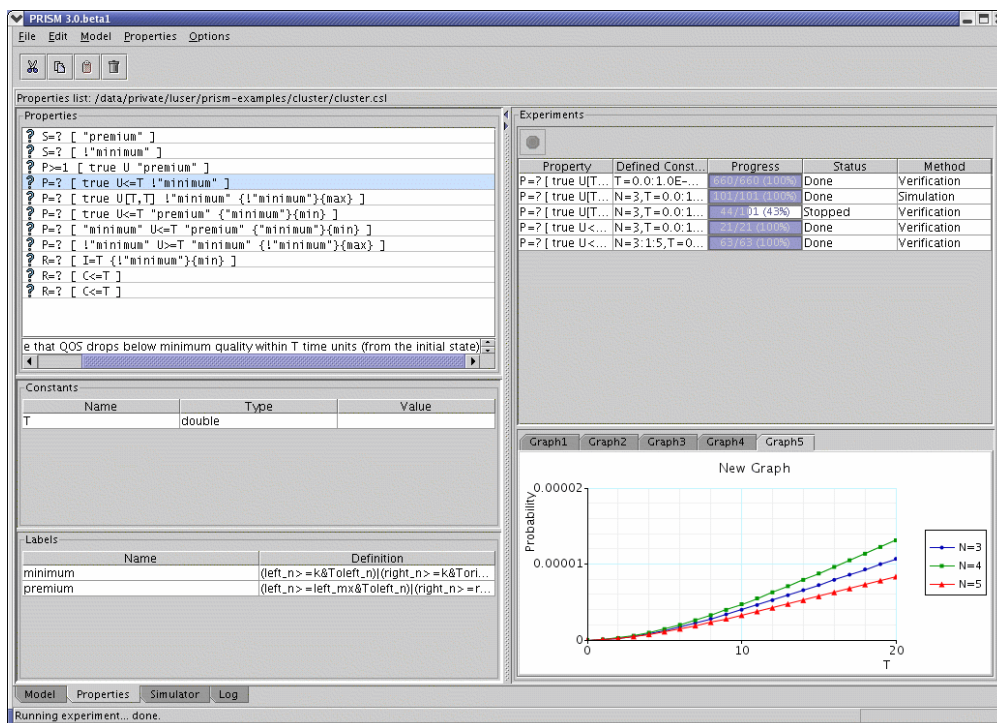 PRISM 3.0.beta1
File Edit Model Properties Options
Properties list: /data/private/luser/prism-examples/cluster/cluster.csl
Properties
? S=? [ "premium" ]
? S=? [ !"minimum" ]
? P>=1 [ true U "premium" ]
? P=? [ true U<=T !"minimum" ]
? P=? [ true U[T,T] !"minimum" {!"minimum"}{max} ]
? P=? [ true U<=T "premium" {"minimum"}{min} ]
? P=? [ "minimum" U<=T "premium" {"minimum"}{min} ]
? P=? [ !"minimum" U>=T "minimum" {!"minimum"}{max} ]
? R=? [ I=T {!"minimum"}{min} ]
? R=? [ C<=T ]
? R=? [ C<=T ]
e that QOS drops below minimum quality within T time units (from the initial state)
Constants
Name Type Value
T double
Labels
Name Definition
minimum (left_n>=k&Toleft_n)|(right_n>=k&Tori...
premium (left_n>=left_mx&Toleft_n)|(right_n>=r...
Experiments
Property Defined Const... Progress Status Method
P=? [ true U[T... T=0.0:1.0E-... 660/660 (100%) Done Verification
P=? [ true U[T... N=3,T=0.0:1... 101/101 (100%) Done Simulation
P=? [ true U[T... N=3,T=0.0:1... 44/101 (43%) Stopped Verification
P=? [ true U<... N=3,T=0.0:1... 21/21 (100%) Done Verification
P=? [ true U<... N=3:1:5,T=0... 63/63 (100%) Done Verification
Graph1 Graph2 Graph3 Graph4 Graph5
New Graph
Probability
0.00002
0.00001
0
0 10 20
T
N=3
N=4
N=5
Model Properties Simulator Log
Running experiment... done.